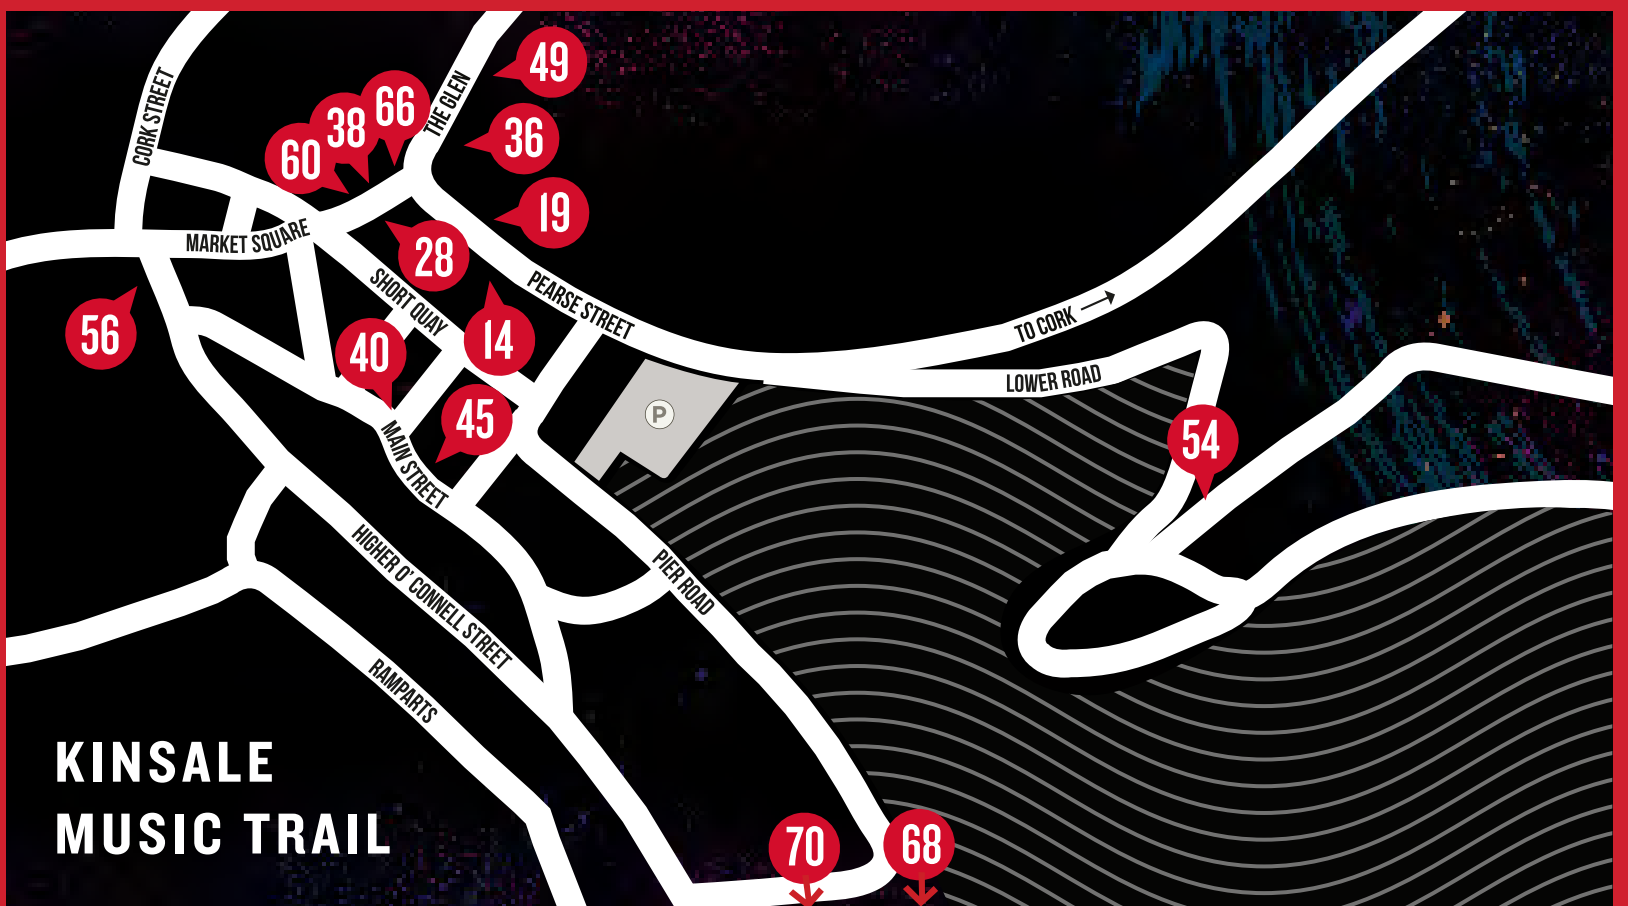 49
THE GLEN
CORK STREET
66
38
36
60
19
MARKET SQUARE
28
SHORT QUAY
PEARSE STREET
TO CORK
56
14
40
LOWER ROAD
P
45
54
MAIN STREET
HIGHER O' CONNELL STREET
PIER ROAD
RAMPARTS
KINSALE
MUSIC TRAIL
70
68